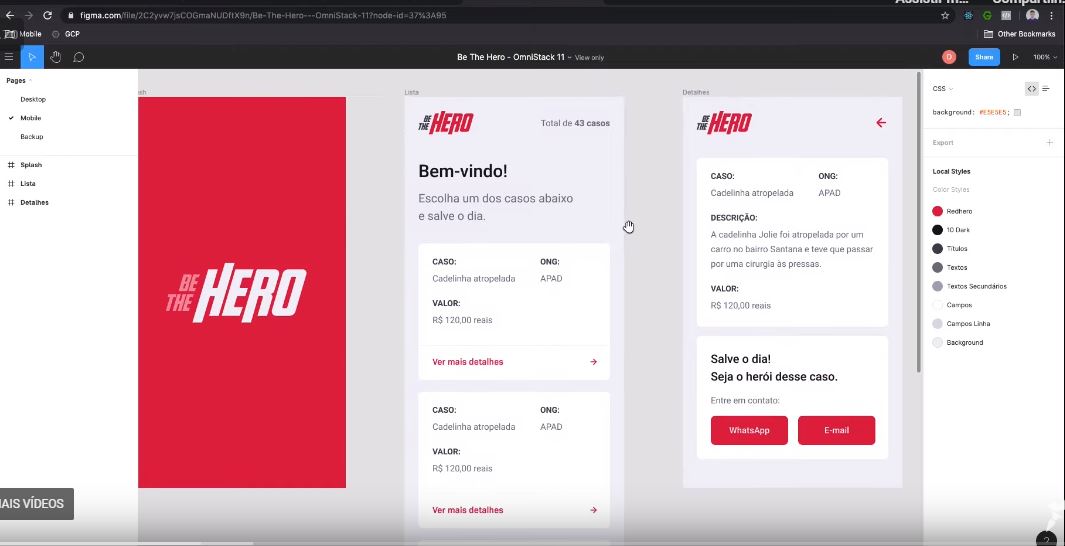 figma.com/file/2C2yvw7jsCOGmaNUDftX9n/Be-The-Hero---OmniStack-11?node-id=37%3A95
Mobile
GCP
Other Bookmarks
Be The Hero - OmniStack 11
View only
D
Share
100%
Pages
Desktop
Mobile
Backup
Splash
Lista
Detalhes
BE
THE HERO
Lista
BE
THE HERO
Total de 43 casos
Bem-vindo!
Escolha um dos casos abaixo
e salve o dia.
CASO:
ONG:
Cadelinha atropelada
APAD
VALOR:
R$ 120,00 reais
Ver mais detalhes
CASO:
ONG:
Cadelinha atropelada
APAD
VALOR:
R$ 120,00 reais
Ver mais detalhes
Detalhes
BE
THE HERO
CASO:
ONG:
Cadelinha atropelada
APAD
DESCRIÇÃO:
A cadelinha Jolie foi atropelada por um
carro no bairro Santana e teve que passar
por uma cirurgia às pressas.
VALOR:
R$ 120,00 reais
Salve o dia!
Seja o herói desse caso.
Entre em contato:
WhatsApp
E-mail
CSS
background: #E5E5E5;
Export
Local Styles
Color Styles
Redhero
10 Dark
Títulos
Textos
Textos Secundários
Campos
Campos Linha
Background
AIS VÍDEOS
?